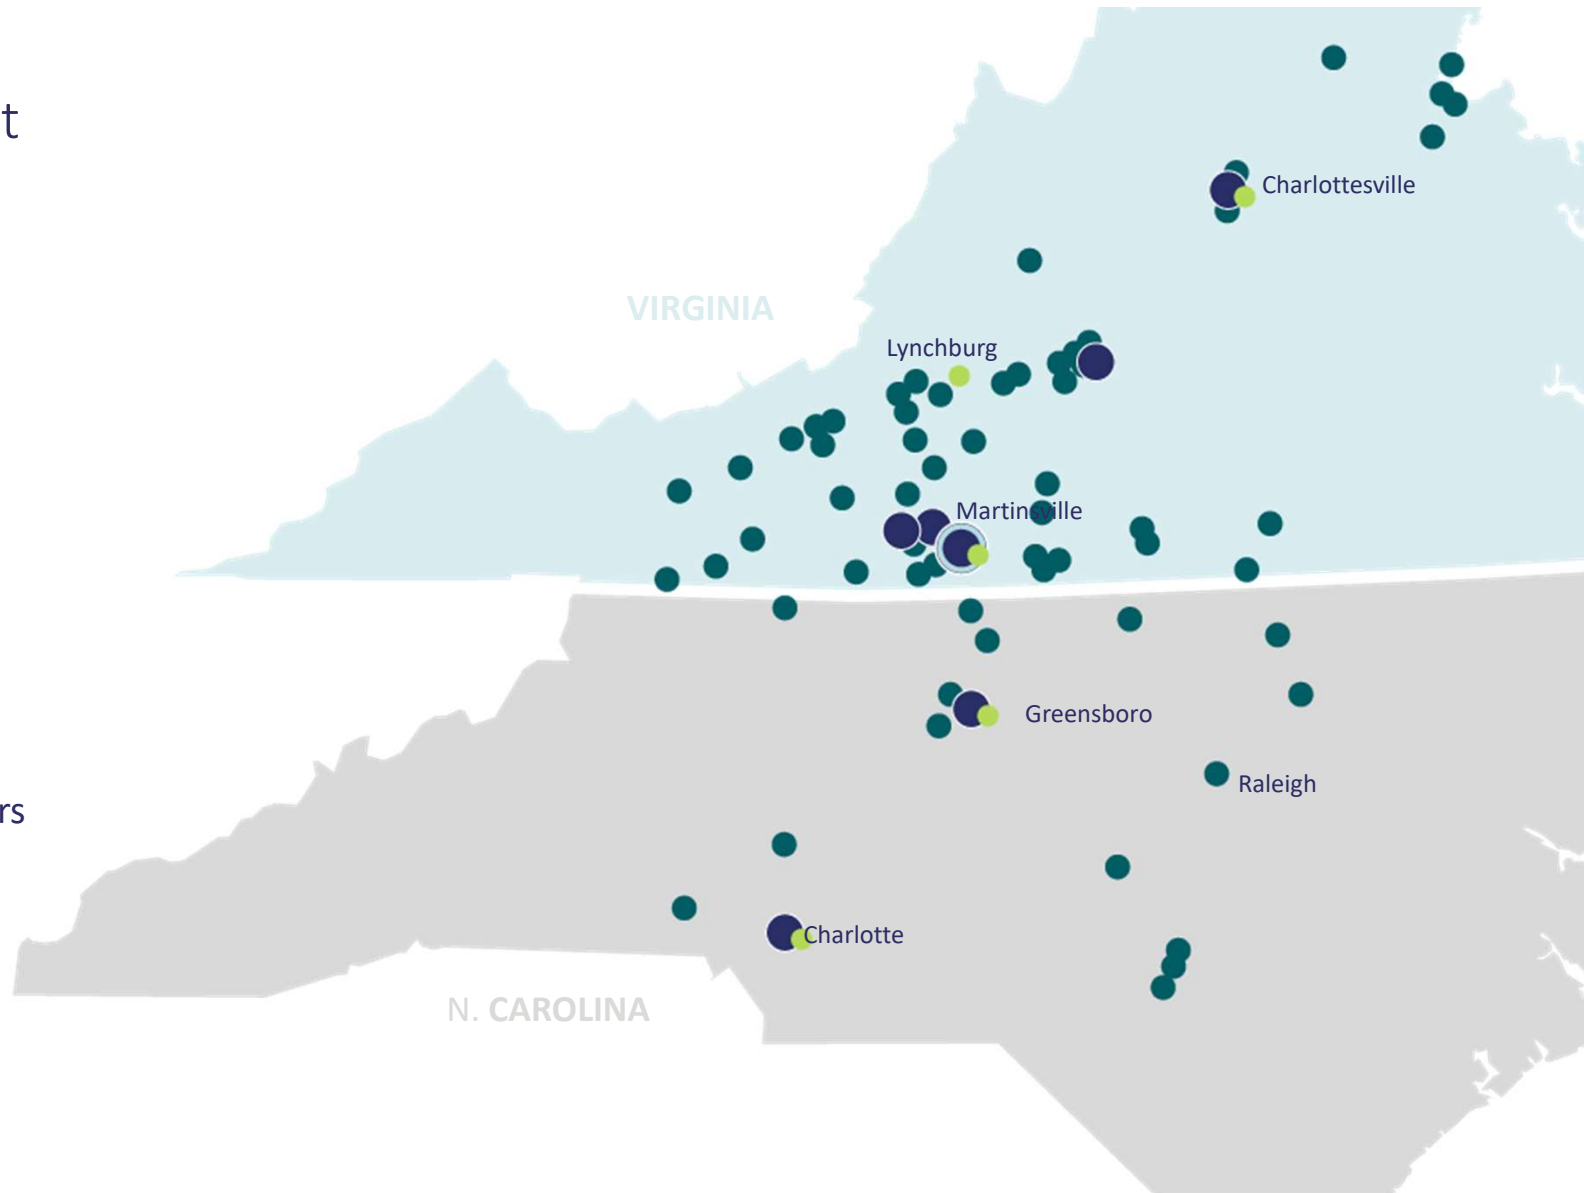 t
Charlottesville
VIRGINIA
Lynchburg
Martinsville
Greensboro
Raleigh
rs
Charlotte
N. CAROLINA